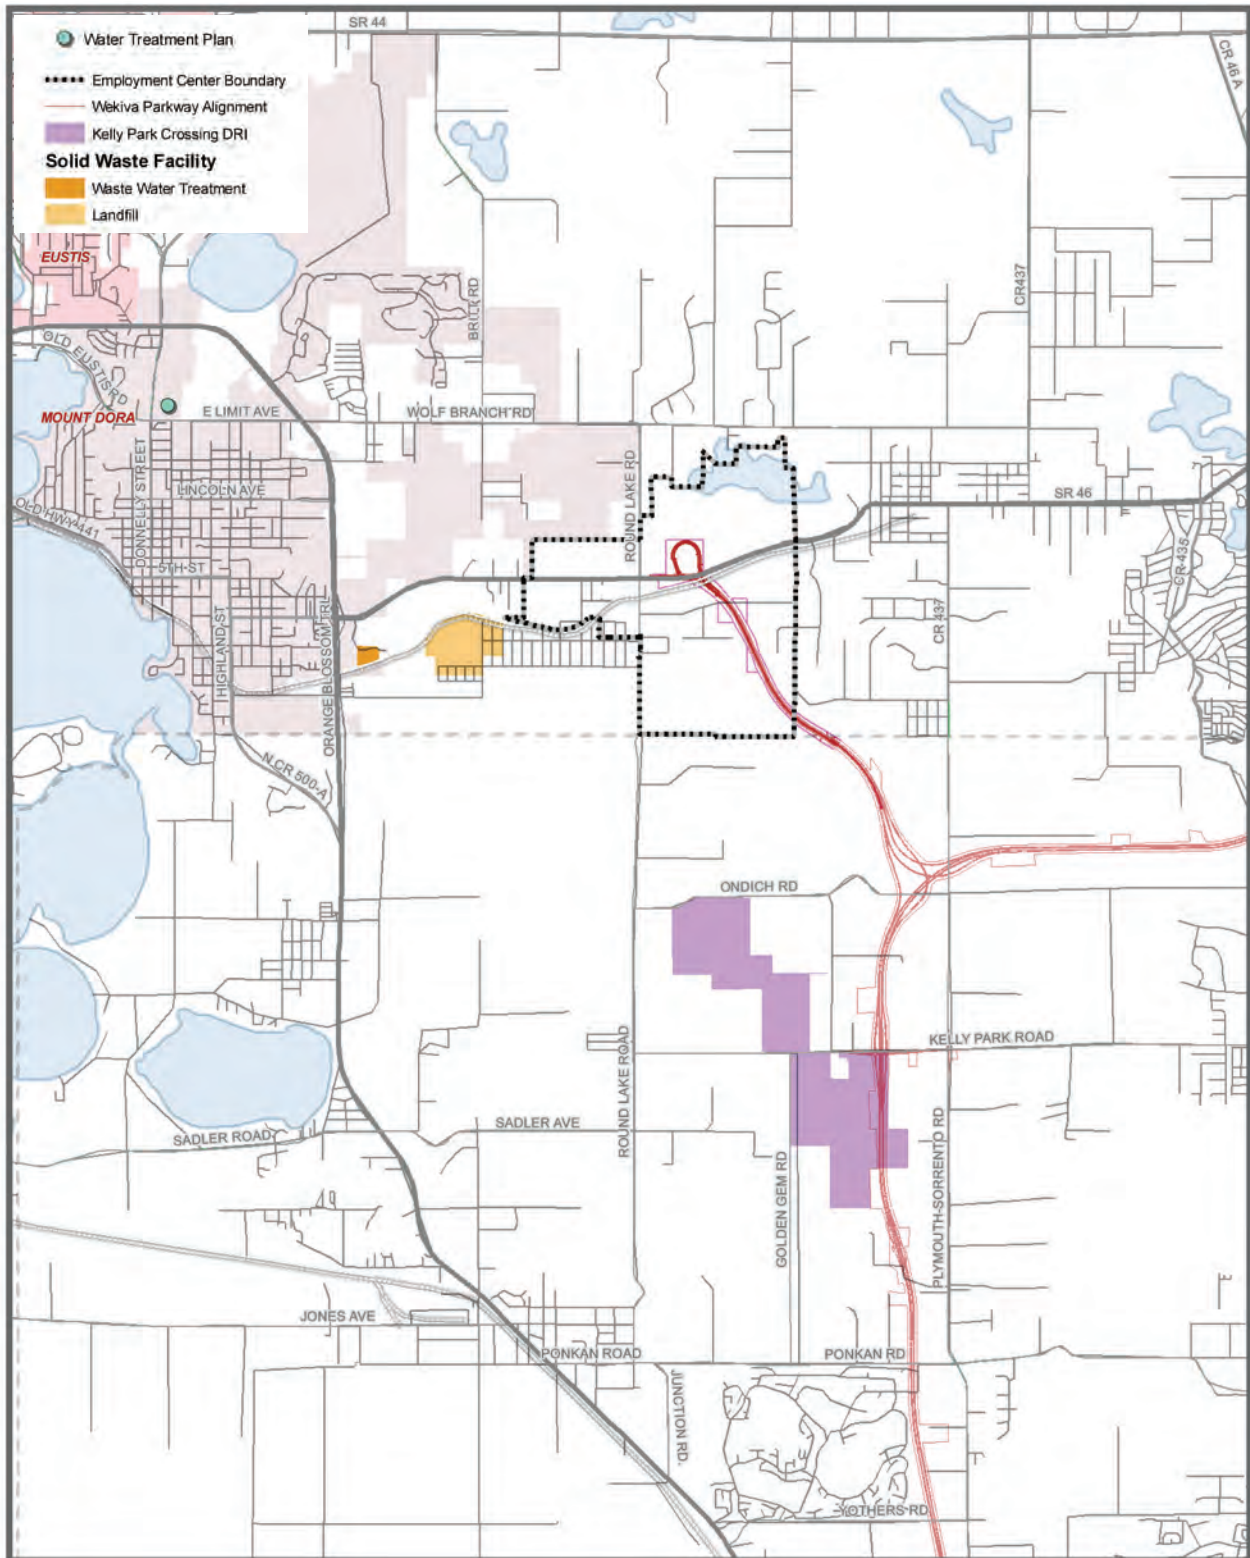 SR 44
Water Treatment Plan
Employment Center Boundary
Wekiva Parkway Alignment
Kelly Park Crossing DRI
Solid Waste Facility
Waste Water Treatment
Landfill
CR 46 A
EUSTIS
BRITT RD
CR437
OLD EUSTIS RD
MOUNT DORA
E LIMIT AVE
WOLF BRANCH RD
DONNELLY STREET
LINCOLN AVE
ROUND LAKE RD
SR 46
OLD HWY 441
5TH ST
CR 435
HIGHLAND ST
ORANGE BLOSSOM TRL
CR 437
N CR 500-A
ONDICH RD
ROUND LAKE ROAD
KELLY PARK ROAD
SADLER ROAD
SADLER AVE
GOLDEN GEM RD
PLYMOUTH-SORRENTO RD
JONES AVE
PONKAN ROAD
PONKAN RD
JUNCTION RD.
YOTHERS RD